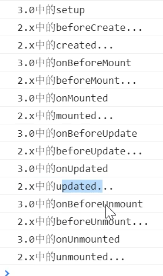 3.0中的setup
2.x中的beforeCreate...
2.x中的created...
3.0中的onBeforeMount
2.x中的beforeMount...
3.0中的onMounted
2.x中的mounted...
3.0中的onBeforeUpdate
2.x中的beforeUpdate...
3.0中的onUpdated
2.x中的updated...
3.0中的onBeforeUnmount
2.x中的beforeUnmount...
3.0中的onUnmounted
2.x中的unmounted...
>